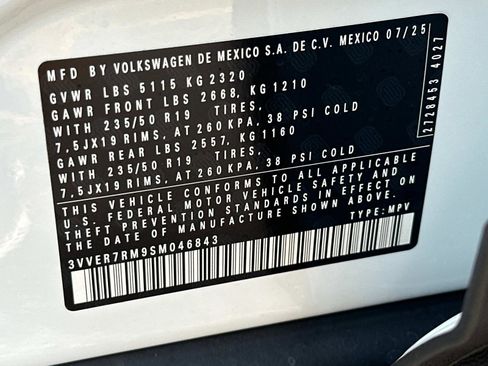 MFD BY VOLKSWAGEN DE MEXICO S.A. DE C.V. MEXICO 07/25
GVWR LBS 5115 KG 2320
GAWR FRONT LBS 2668, KG 1210
WITH 235/50 R19 TIRES,
7,5JX19 RIMS, AT 260KPA, 38 PSI COLD
GAWR REAR LBS 2557, KG 1160
WITH 235/50 R19 TIRES,
7,5JX19 RIMS, AT 260KPA, 38 PSI COLD
THIS VEHICLE CONFORMS TO ALL APPLICABLE
U.S. FEDERAL MOTOR VEHICLE SAFETY AND
THEFT PREVENTION STANDARDS IN EFFECT ON
THE DATE OF MANUFACTURE SHOWN ABOVE
3VVER7RM9SM046843 TYPE: MPV
2728453 4027